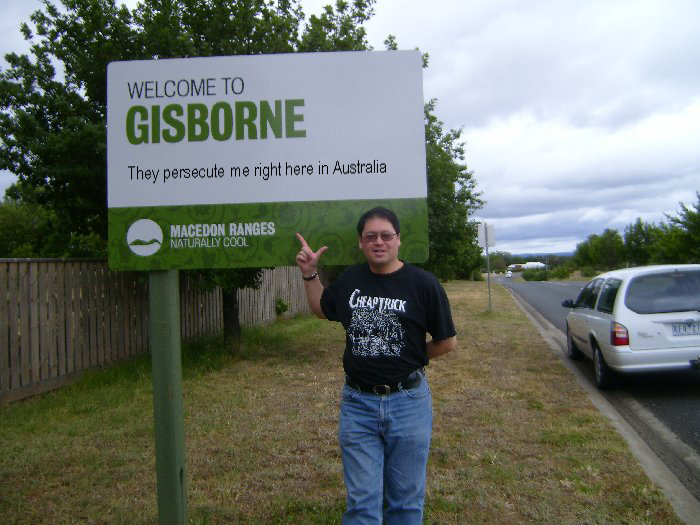 WELCOME TO
GISBORNE
They persecute me right here in Australia
MACEDON RANGES
NATURALLY COOL
CHEAP TRICK